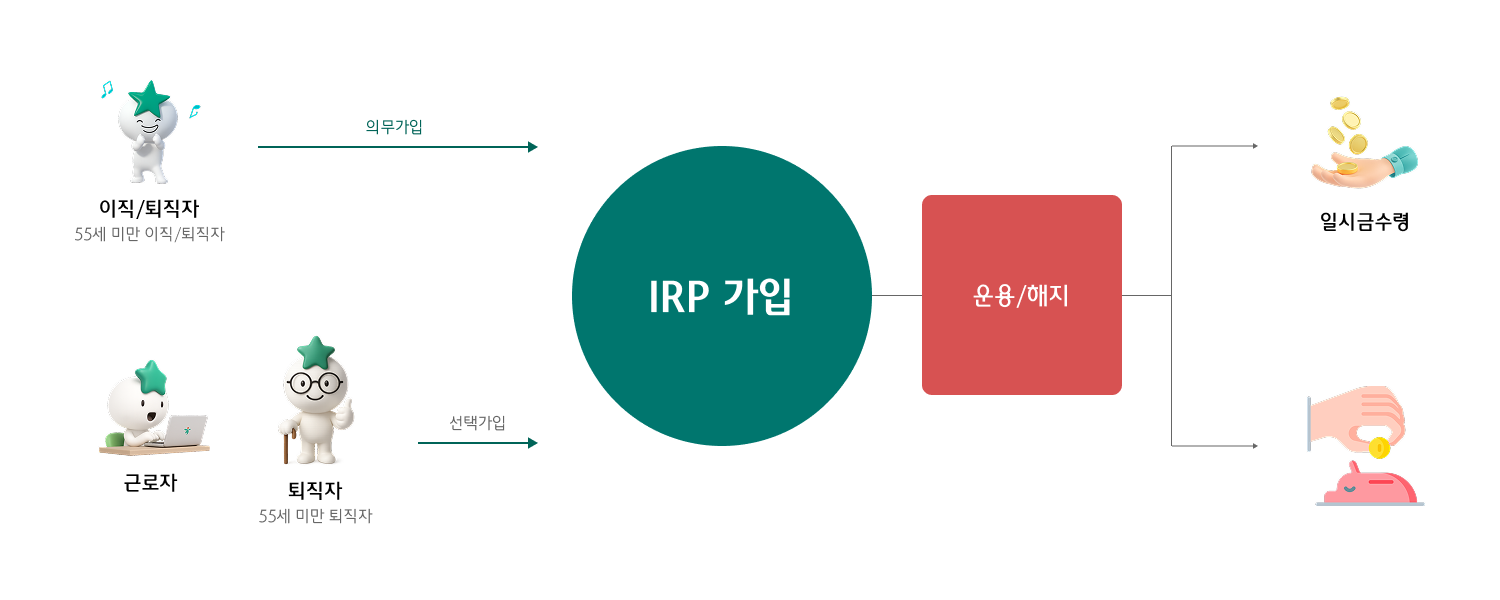 의무가입
이직/퇴직자
55세 미만 이직/퇴직자
IRP 가입
운용/해지
일시금수령
선택가입
근로자
퇴직자
55세 미만 퇴직자